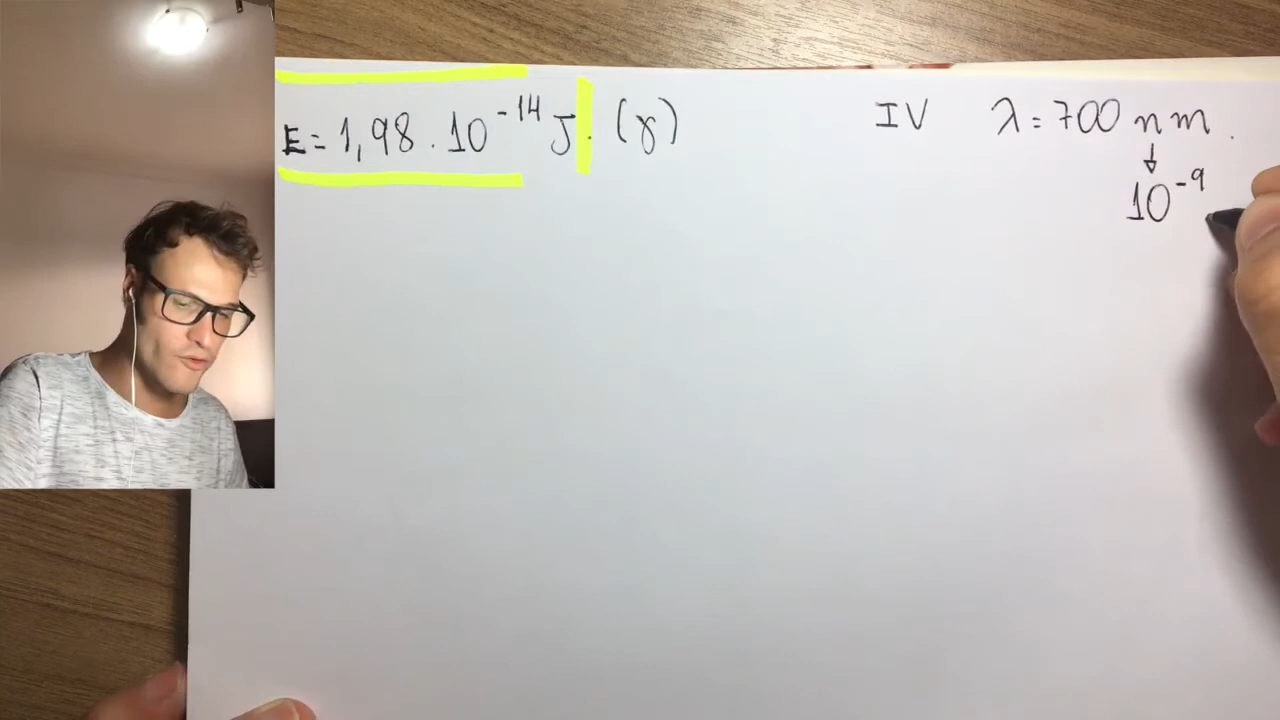 E = 1,98 . 10⁻¹⁴ J . (γ)
IV λ = 700 nm .
↓
10⁻⁹